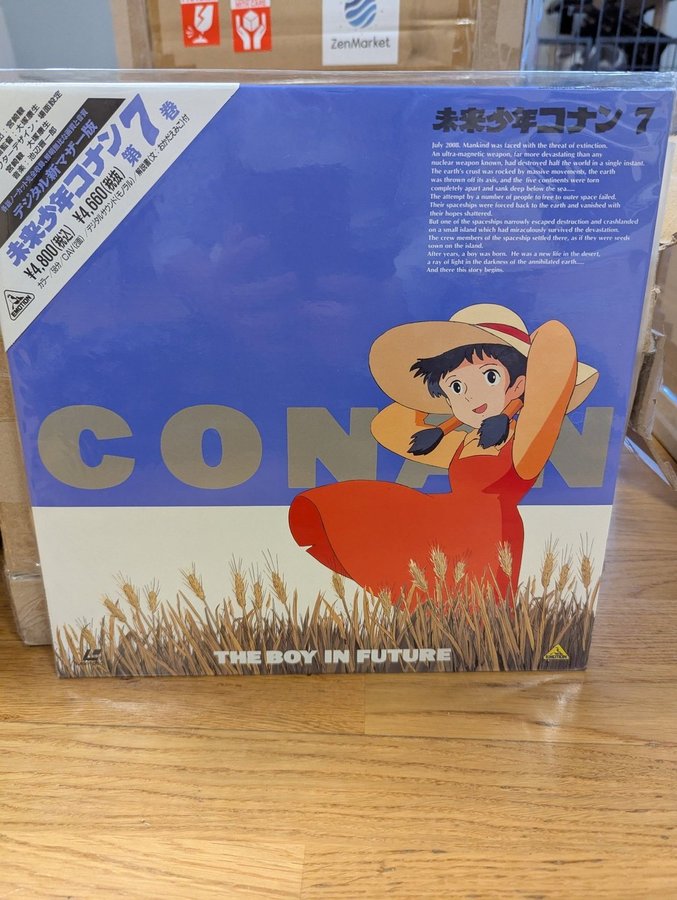 ZenMarket
未来少年コナン 7
July 2008. Mankind was faced with the threat of extinction.
An ultra-magnetic weapon, far more devastating than any
nuclear weapon known, had destroyed half the world in a single instant.
The earth's crust was rocked by massive movements, the earth
was thrown off its axis, and the five continents were torn
completely apart and sank deep below the sea....
The attempt by a number of people to free to outer space failed.
Their spaceships were forced back to the earth and vanished with
their hopes shattered.
But one of the spaceships narrowly escaped destruction and crashlanded
on a small island which had miraculously survived the devastation.
The crew members of the spaceship settled there, as if they were seeds
sown on the island.
After years, a boy was born. He was a new life in the desert,
a ray of light in the darkness of the annihilated earth....
And there this story begins.
デジタル新マザー版
未来少年コナン 第7巻
¥4,800(税込) ¥4,660(税抜)
EMOTION
CONAN
THE BOY IN FUTURE
EMOTION